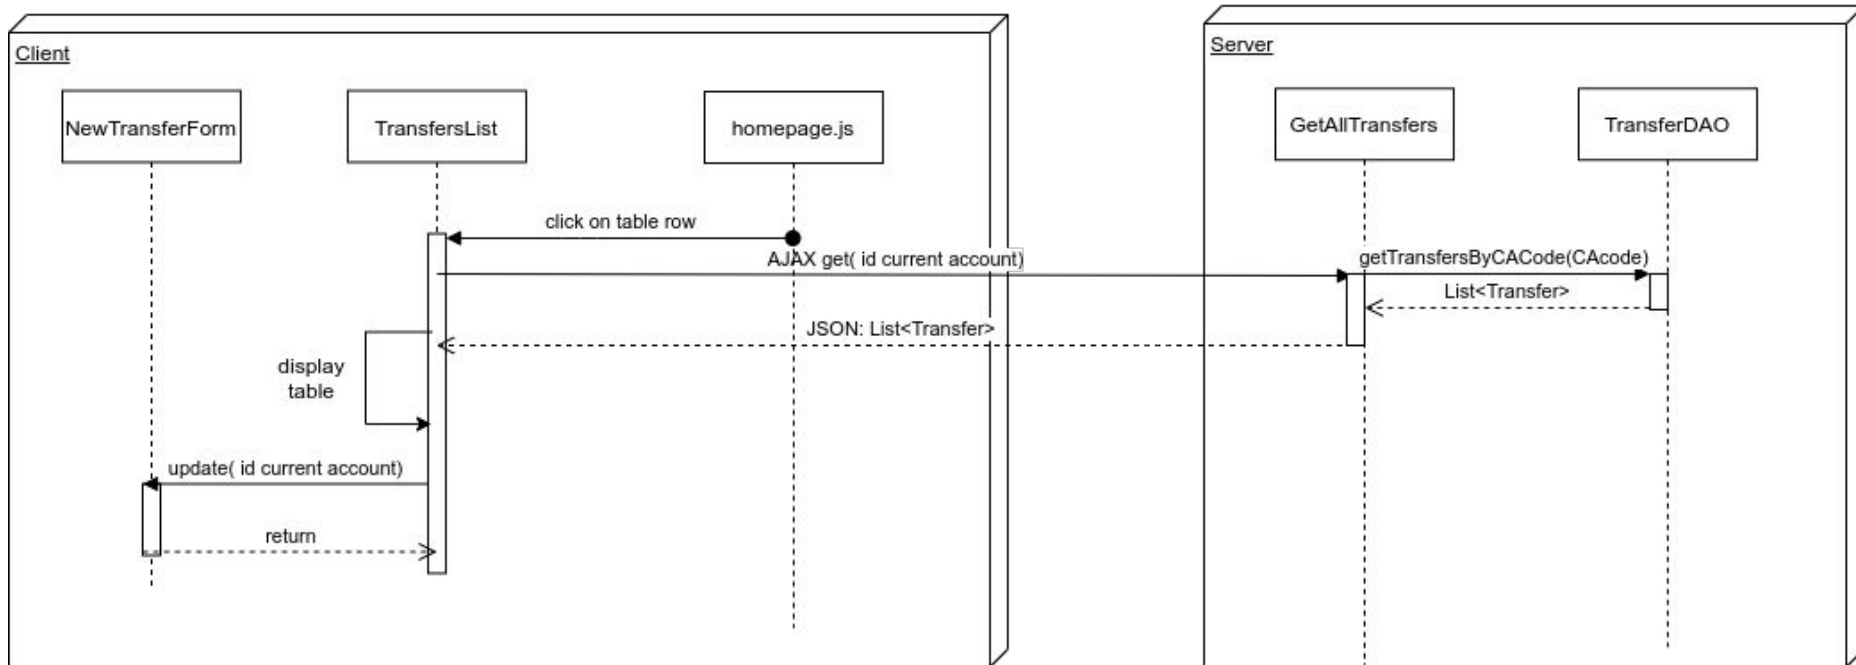 Client
Server
NewTransferForm
TransfersList
homepage.js
GetAllTransfers
TransferDAO
click on table row
AJAX get( id current account)
getTransfersByCACode(CAcode)
List<Transfer>
JSON: List<Transfer>
display
table
update( id current account)
return